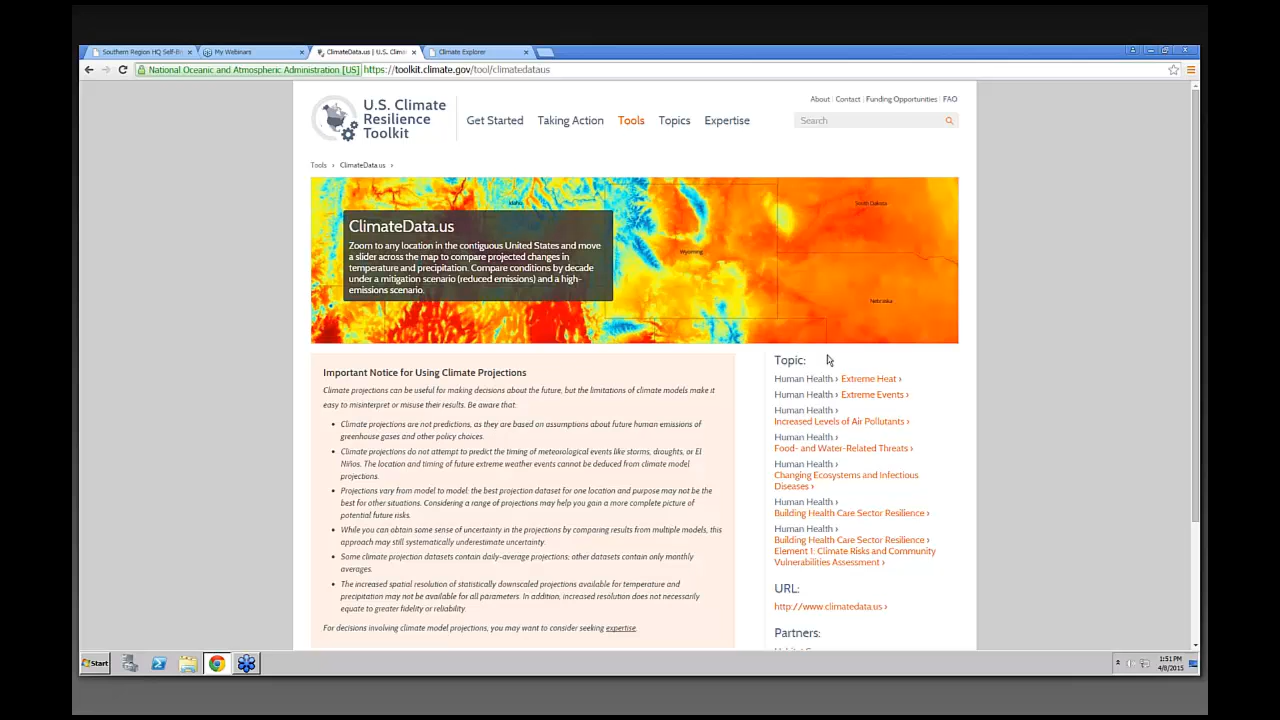 Southern Region HQ Self-Br
My Webinars
ClimateData.us | U.S. Clim
Climate Explorer
National Oceanic and Atmospheric Administration [US]
https://toolkit.climate.gov/tool/climatedataus
About | Contact | Funding Opportunities | FAQ
U.S. Climate
Resilience
Toolkit
Get Started Taking Action Tools Topics Expertise
Search
Tools › ClimateData.us ›
Idaho
South Dakota
Wyoming
Nebraska
ClimateData.us
Zoom to any location in the contiguous United States and move
a slider across the map to compare projected changes in
temperature and precipitation. Compare conditions by decade
under a mitigation scenario (reduced emissions) and a high-
emissions scenario.
Important Notice for Using Climate Projections
Climate projections can be useful for making decisions about the future, but the limitations of climate models make it
easy to misinterpret or misuse their results. Be aware that:
• Climate projections are not predictions, as they are based on assumptions about future human emissions of
greenhouse gases and other policy choices.
• Climate projections do not attempt to predict the timing of meteorological events like storms, droughts, or El
Niños. The location and timing of future extreme weather events cannot be deduced from climate model
projections.
• Projections vary from model to model: the best projection dataset for one location and purpose may not be the
best for other situations. Considering a range of projections may help you gain a more complete picture of
potential future risks.
• While you can obtain some sense of uncertainty in the projections by comparing results from multiple models, this
approach may still systematically underestimate uncertainty.
• Some climate projection datasets contain daily-average projections; other datasets contain only monthly
averages.
• The increased spatial resolution of statistically downscaled projections available for temperature and
precipitation may not be available for all parameters. In addition, increased resolution does not necessarily
equate to greater fidelity or reliability.
For decisions involving climate model projections, you may want to consider seeking expertise.
Topic:
Human Health › Extreme Heat ›
Human Health › Extreme Events ›
Human Health ›
Increased Levels of Air Pollutants ›
Human Health ›
Food- and Water-Related Threats ›
Human Health ›
Changing Ecosystems and Infectious
Diseases ›
Human Health ›
Building Health Care Sector Resilience ›
Human Health ›
Building Health Care Sector Resilience ›
Element 1: Climate Risks and Community
Vulnerabilities Assessment ›
URL:
http://www.climatedata.us ›
Partners:
Start
1:51 PM
4/8/2015